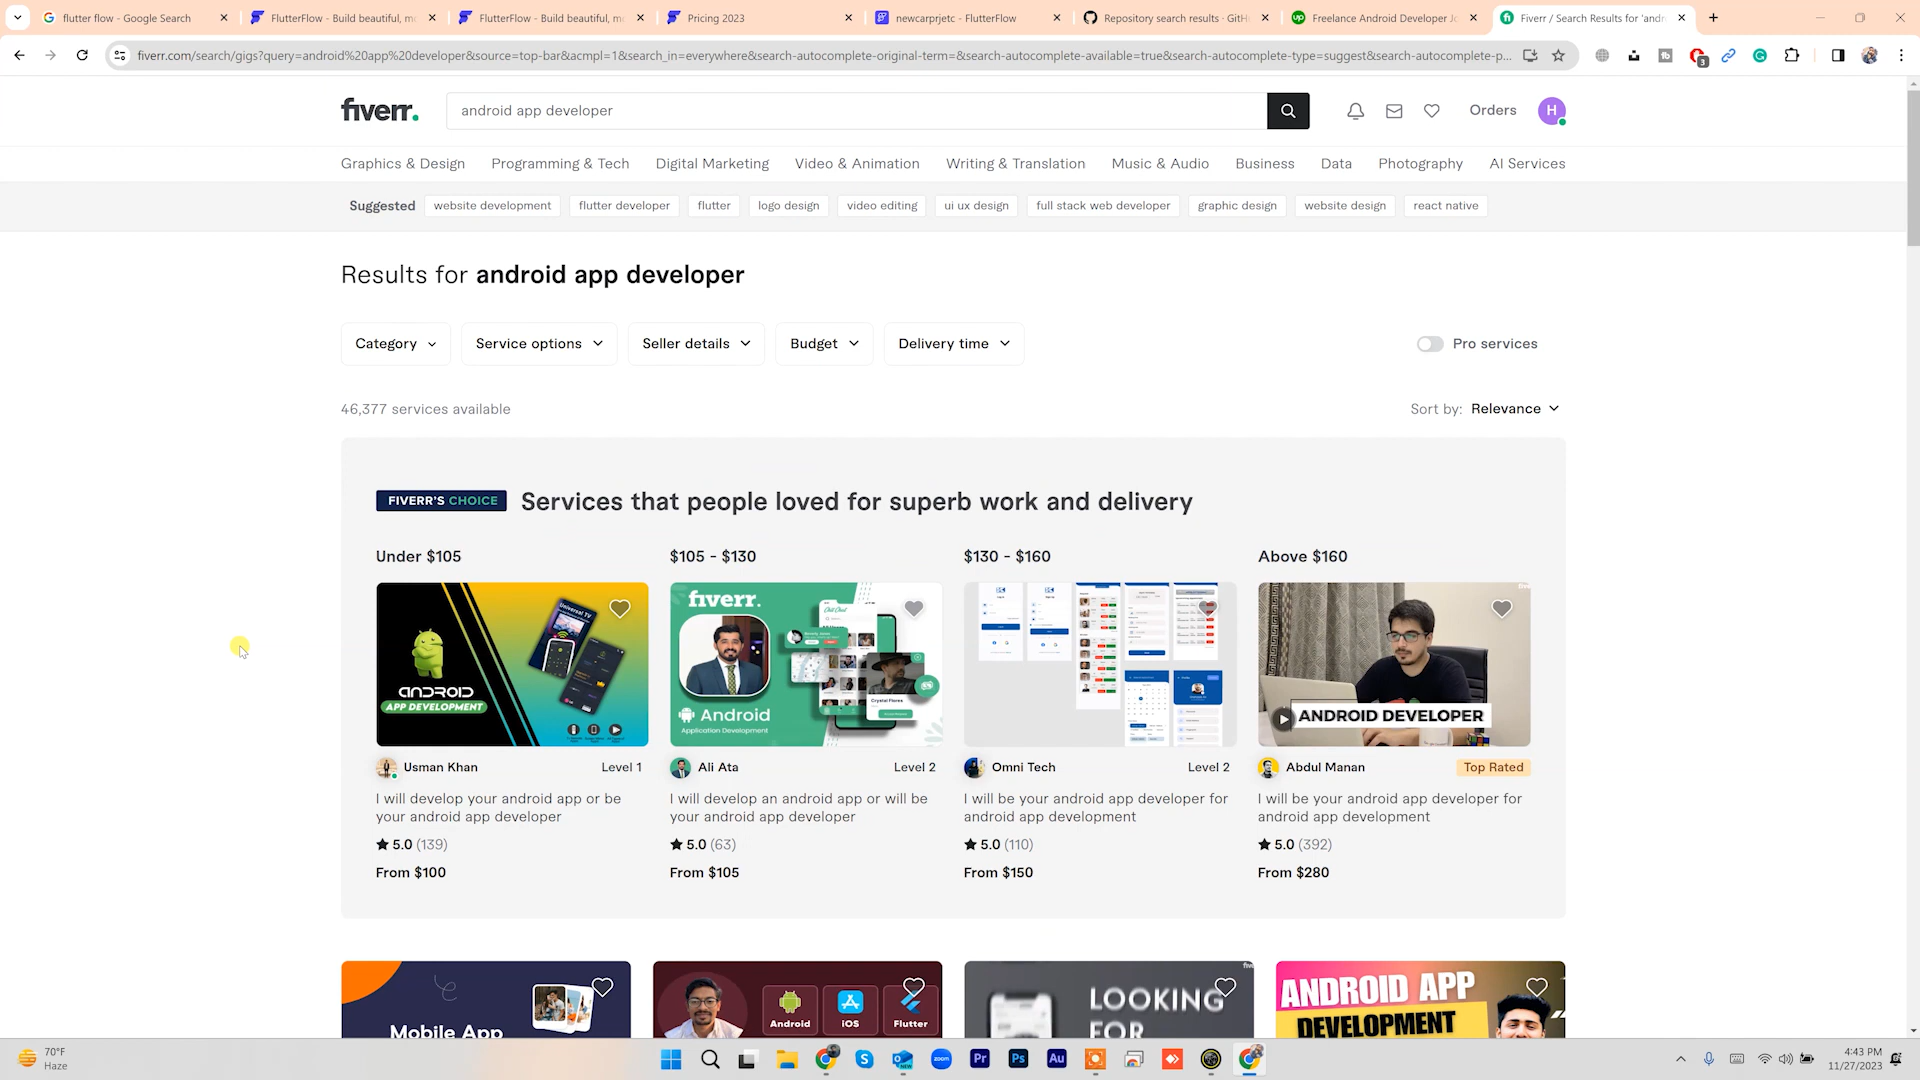 flutter flow - Google Search
FlutterFlow - Build beautiful, mo
FlutterFlow - Build beautiful, mo
Pricing 2023
newcarprjetc - FlutterFlow
Repository search results · GitH
Freelance Android Developer Jo
Fiverr / Search Results for 'andr
fiverr.com/search/gigs?query=android%20app%20developer&source=top-bar&acmpl=1&search_in=everywhere&search-autocomplete-original-term=&search-autocomplete-available=true&search-autocomplete-type=suggest&search-autocomplete-p...
3
fiverr.
android app developer
Orders
H
Graphics & Design
Programming & Tech
Digital Marketing
Video & Animation
Writing & Translation
Music & Audio
Business
Data
Photography
AI Services
Suggested
website development
flutter developer
flutter
logo design
video editing
ui ux design
full stack web developer
graphic design
website design
react native
Results for android app developer
Category
Service options
Seller details
Budget
Delivery time
Pro services
46,377 services available
Sort by: Relevance
FIVERR'S CHOICE
Services that people loved for superb work and delivery
Under $105
$105 - $130
$130 - $160
Above $160
Universal TV
ANDROID
APP DEVELOPMENT
fiverr.
Android
Application Development
ANDROID DEVELOPER
Usman Khan
Level 1
Ali Ata
Level 2
Omni Tech
Level 2
Abdul Manan
Top Rated
I will develop your android app or be
your android app developer
I will develop an android app or will be
your android app developer
I will be your android app developer for
android app development
I will be your android app developer for
android app development
5.0 (139)
5.0 (63)
5.0 (110)
5.0 (392)
From $100
From $105
From $150
From $280
Mobile App
Android
iOS
Flutter
LOOKING
FOR
ANDROID APP
DEVELOPMENT
70°F
Haze
zoom
Pr
Ps
Au
4:43 PM
11/27/2023